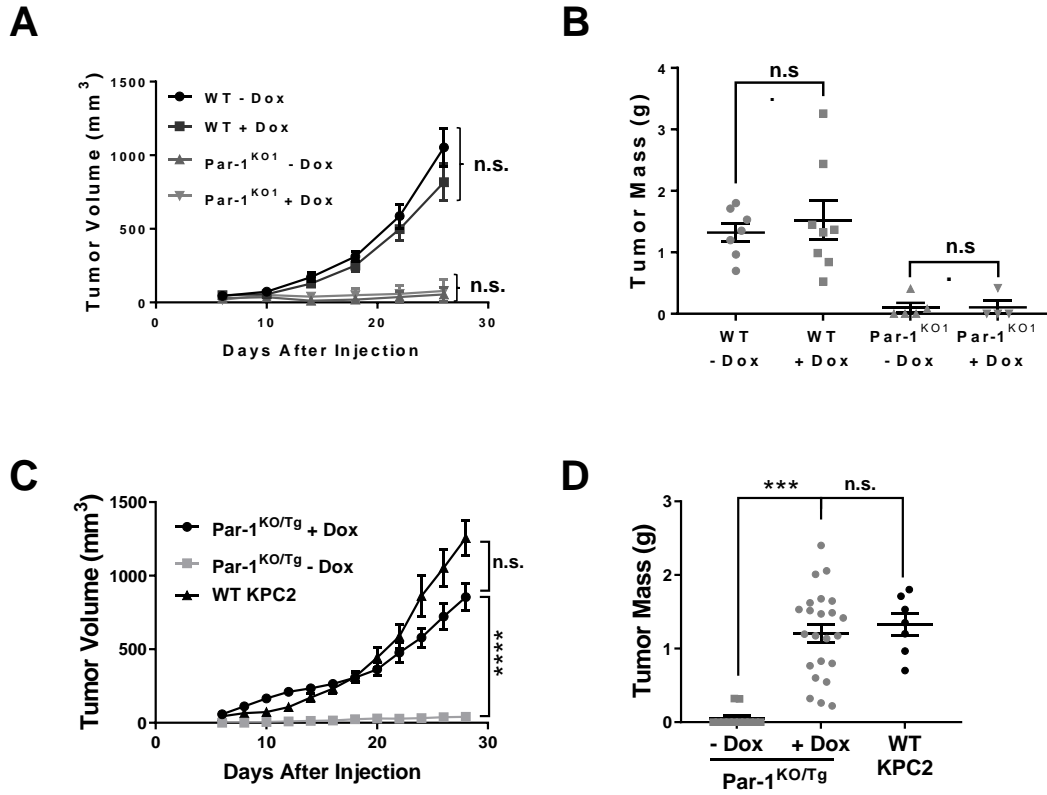 A
Tumor Volume (mm³)
1500
1000
500
0
0 10 20 30
Days After Injection
WT - Dox
WT + Dox
Par-1ᴷᴼ¹ - Dox
Par-1ᴷᴼ¹ + Dox
n.s.
n.s.
B
Tumor Mass (g)
4
3
2
1
0
n.s
.
n.s
.
WT
- Dox
WT
+ Dox
Par-1ᴷᴼ¹
- Dox
Par-1ᴷᴼ¹
+ Dox
C
Tumor Volume (mm³)
1500
1000
500
0
0 10 20 30
Days After Injection
Par-1ᴷᴼ/ᵀᵍ + Dox
Par-1ᴷᴼ/ᵀᵍ - Dox
WT KPC2
n.s.
****
D
Tumor Mass (g)
3
2
1
0
***
n.s.
- Dox + Dox WT
KPC2
Par-1ᴷᴼ/ᵀᵍ